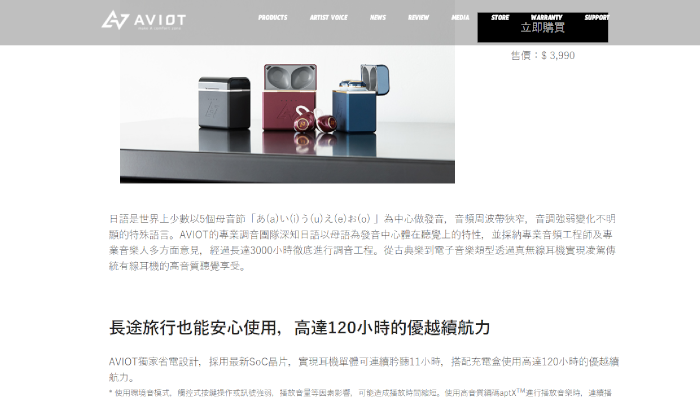 AVIOT
PRODUCTS ARTIST VOICE NEWS REVIEW MEDIA STORE WARRANTY SUPPORT
立即購買
售價：$ 3,990
日語是世界上少數以5個母音節「あ(a)い(i)う(u)え(e)お(o) 」為中心做發音，音頻周波帶狹窄，音調強弱變化不明
顯的特殊語言。AVIOT的專業調音團隊深知日語以母語為發音中心體在聽覺上的特性，並採納專業音頻工程師及專
業音樂人多方面意見，經過長達3000小時徹底進行調音工程。從古典樂到電子音樂類型透過真無線耳機實現凌駕傳
統有線耳機的高音質聽覺享受。
長途旅行也能安心使用，高達120小時的優越續航力
AVIOT獨家省電設計，採用最新SoC晶片，實現耳機單體可連續聆聽11小時，搭配充電盒使用高達120小時的優越續
航力。
* 使用環境音模式，觸控式按鍵操作或訊號強弱，播放音量等因素影響，可能造成播放時間縮短。使用高音質編碼aptX™進行播放音樂時，連續播